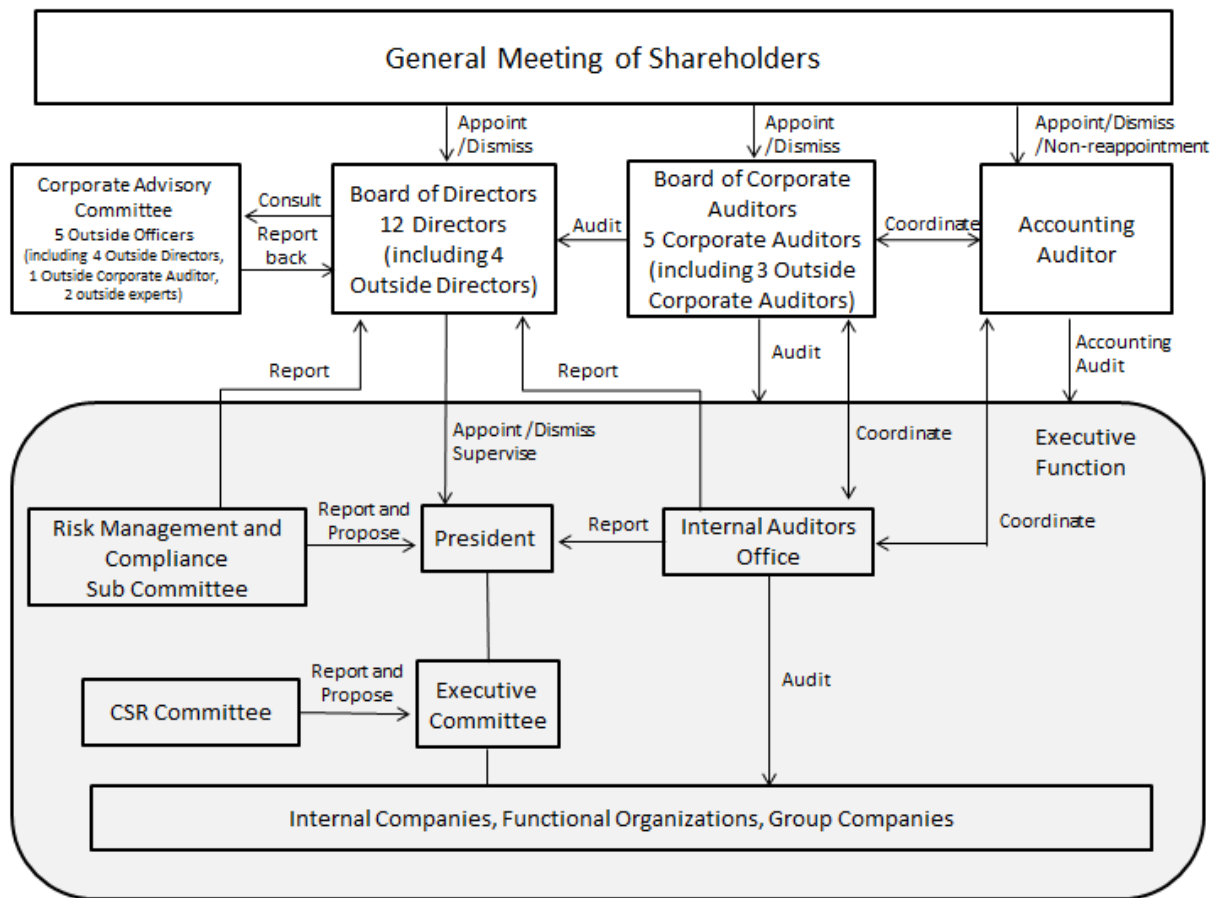 General Meeting of Shareholders
Appoint
/Dismiss
Appoint
/Dismiss
Appoint/Dismiss
/Non-reappointment
Corporate Advisory
Committee
5 Outside Officers
(including 4 Outside Directors,
1 Outside Corporate Auditor,
2 outside experts)
Consult
Report
back
Board of Directors
12 Directors
(including 4
Outside Directors)
Audit
Board of Corporate
Auditors
5 Corporate Auditors
(including 3 Outside
Corporate Auditors)
Coordinate
Accounting
Auditor
Report
Report
Audit
Accounting
Audit
Appoint /Dismiss
Supervise
Coordinate
Executive
Function
Risk Management and
Compliance
Sub Committee
Report and
Propose
President
Report
Internal Auditors
Office
Coordinate
CSR Committee
Report and
Propose
Executive
Committee
Audit
Internal Companies, Functional Organizations, Group Companies